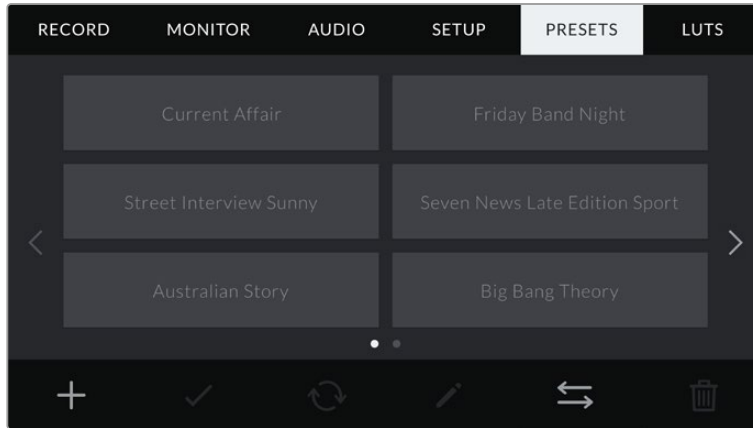 RECORD MONITOR AUDIO SETUP PRESETS LUTS
Current Affair Friday Band Night
Street Interview Sunny Seven News Late Edition Sport
Australian Story Big Bang Theory